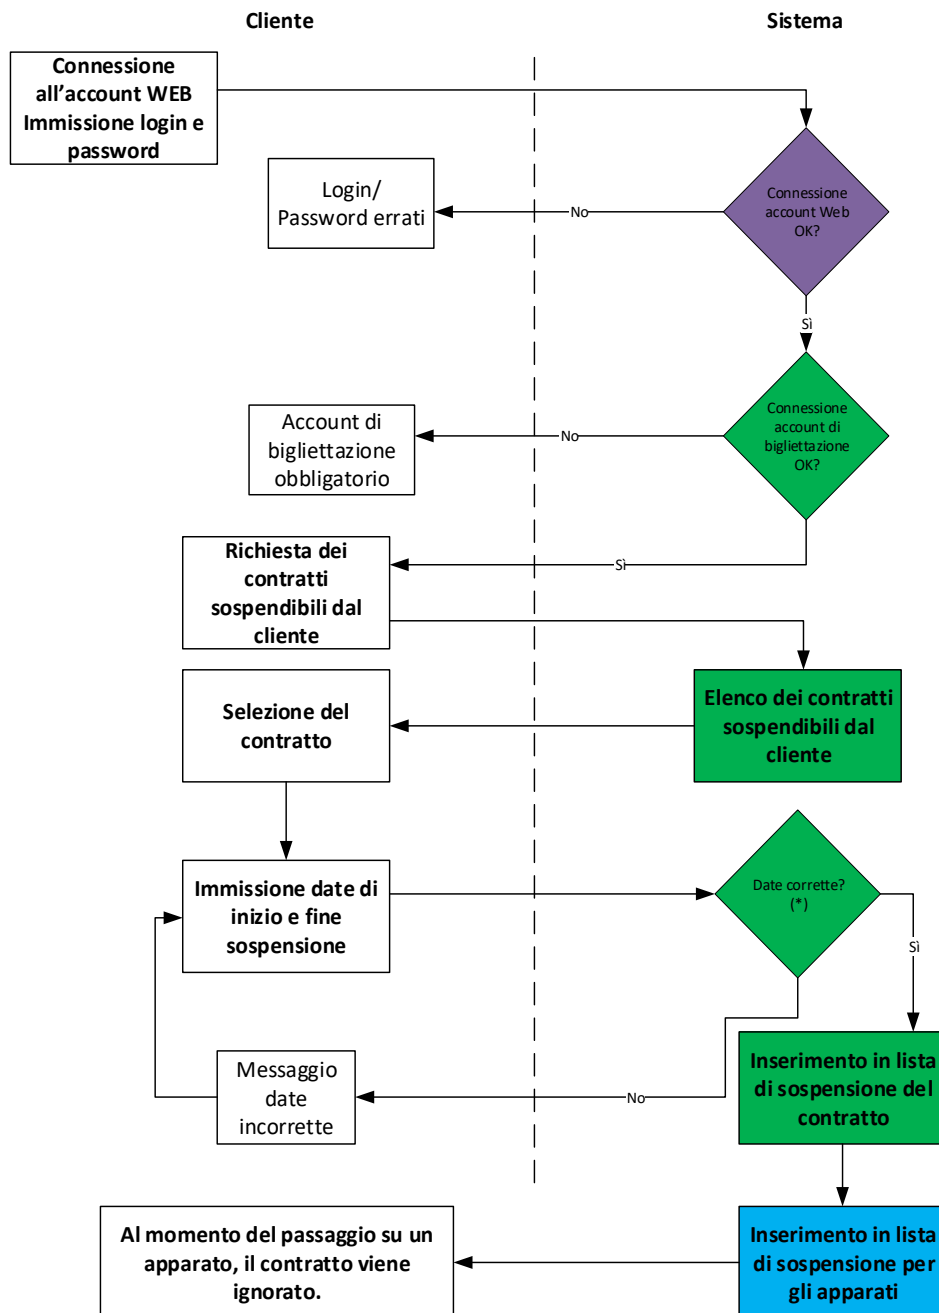 Cliente
Sistema
Connessione
all’account WEB
Immissione login e
password
Connessione
account Web
OK?
No
Login/
Password errati
Sì
Connessione
account di
bigliettazione
OK?
No
Account di
bigliettazione
obbligatorio
Sì
Richiesta dei
contratti
sospendibili dal
cliente
Elenco dei contratti
sospendibili dal
cliente
Selezione del
contratto
Immissione date di
inizio e fine
sospensione
Date corrette?
(*)
Sì
No
Messaggio
date
incorrette
Inserimento in lista
di sospensione del
contratto
Inserimento in lista
di sospensione per
gli apparati
Al momento del passaggio su un
apparato, il contratto viene
ignorato.